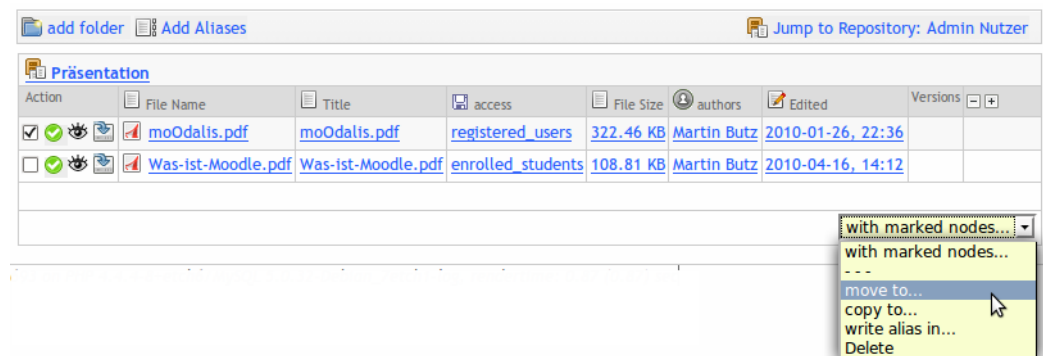 add folder Add Aliases Jump to Repository: Admin Nutzer
Präsentation
Action File Name Title access File Size authors Edited Versions
moOdalis.pdf moOdalis.pdf registered_users 322.46 KB Martin Butz 2010-01-26, 22:36
Was-ist-Moodle.pdf Was-ist-Moodle.pdf enrolled_students 108.81 KB Martin Butz 2010-04-16, 14:12
with marked nodes...
with marked nodes...
- - -
move to...
copy to...
write alias in...
Delete